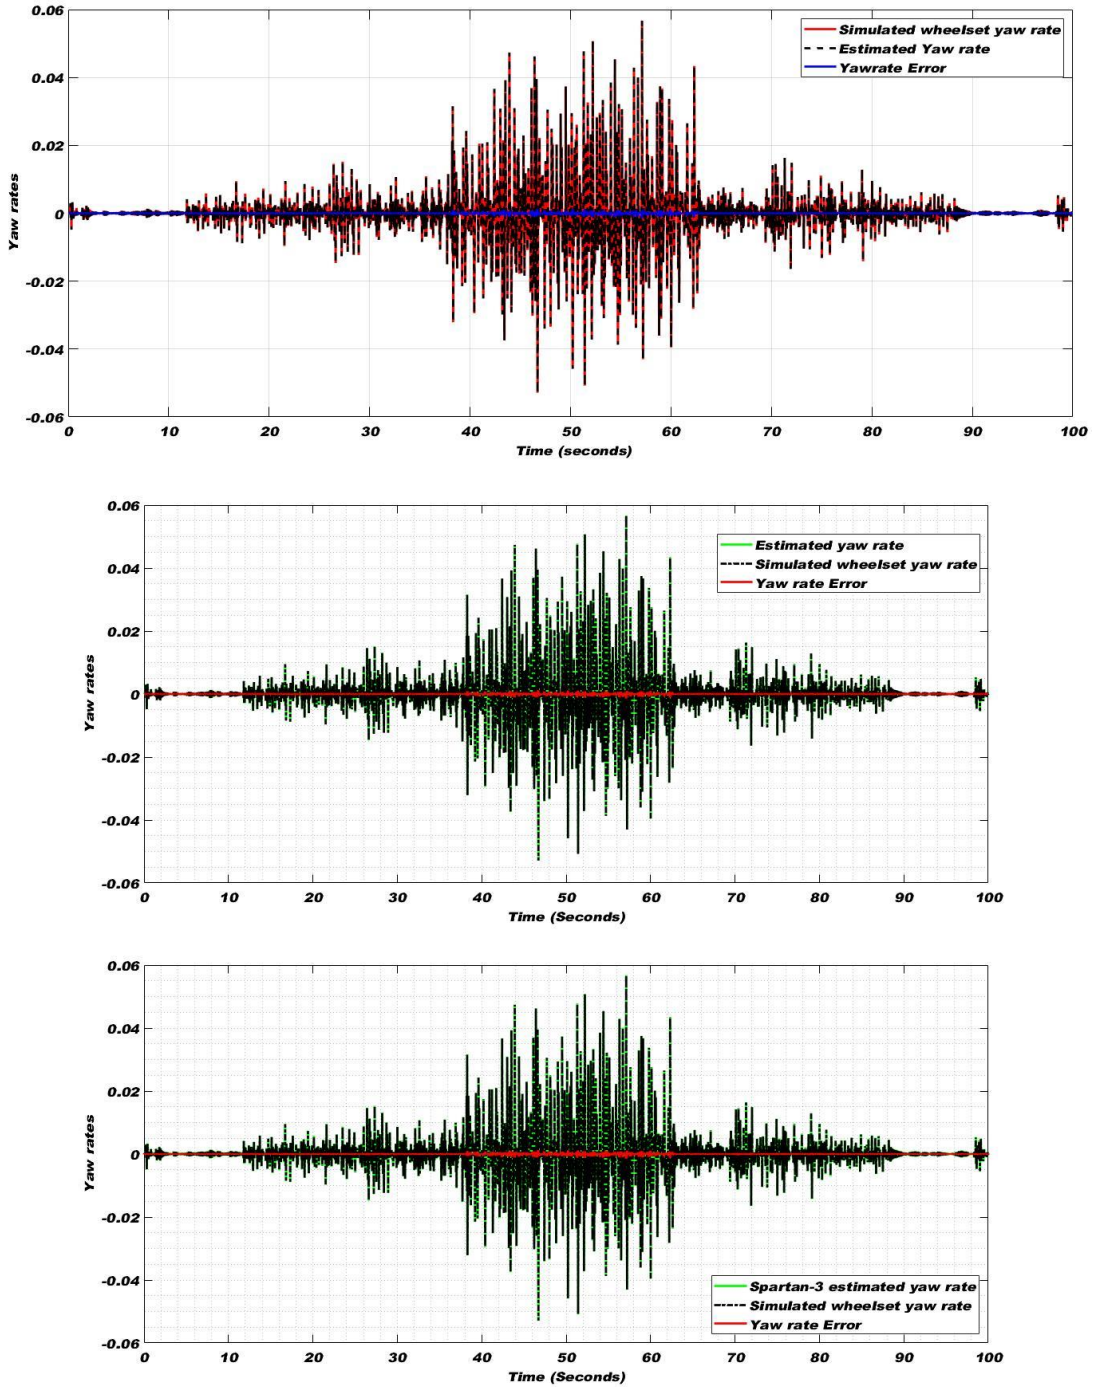 0.06
Simulated wheelset yaw rate
Estimated Yaw rate
Yawrate Error
0.04
0.02
0
-0.02
-0.04
-0.06
Yaw rates
0 10 20 30 40 50 60 70 80 90 100
Time (seconds)
0.06
Estimated yaw rate
Simulated wheelset yaw rate
Yaw rate Error
0.04
0.02
0
-0.02
-0.04
-0.06
Yaw rates
0 10 20 30 40 50 60 70 80 90 100
Time (Seconds)
0.06
0.04
0.02
0
-0.02
-0.04
-0.06
Yaw rates
Spartan-3 estimated yaw rate
Simulated wheelset yaw rate
Yaw rate Error
0 10 20 30 40 50 60 70 80 90 100
Time (Seconds)